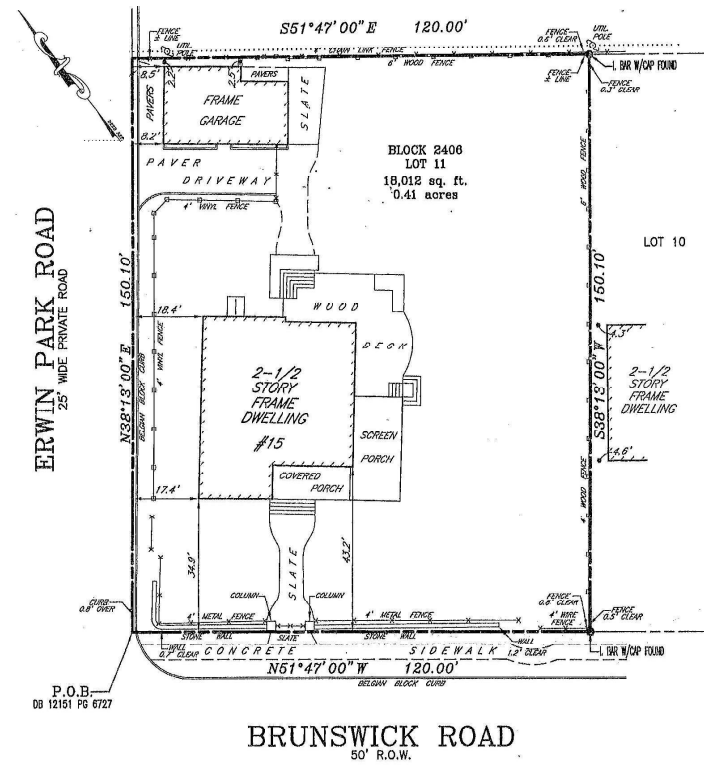 S51°47'00"E 120.00'
FENCE
± LINE
UTIL.
POLE
4' CHAIN LINK FENCE
6' WOOD FENCE
FENCE
0.5' CLEAR
UTIL.
POLE
I. BAR W/CAP FOUND
FENCE
± LINE
FENCE
0.3' CLEAR
8.5'
2.2'
2.5'
PAVERS
PAVERS
FRAME
GARAGE
SLATE
8.2'
PAVER
DRIVEWAY
4' VINYL FENCE
BLOCK 2406
LOT 11
18,012 sq. ft.
0.41 acres
6' WOOD FENCE
LOT 10
ERWIN PARK ROAD
25' WIDE PRIVATE ROAD
N38°13'00"E 150.10'
BELGIAN BLOCK CURB
4' VINYL FENCE
18.4'
WOOD
DECK
2-1/2
STORY
FRAME
DWELLING
#15
SCREEN
PORCH
COVERED
PORCH
S38°13'00"W 150.10'
4.3'
2-1/2
STORY
FRAME
DWELLING
4.6'
17.4'
4' WOOD FENCE
34.9'
43.2'
SLATE
CURB
0.8' OVER
COLUMN
COLUMN
4' METAL FENCE
4' METAL FENCE
FENCE
0.6' CLEAR
4' WIRE
FENCE
FENCE
0.5' CLEAR
STONE WALL
SLATE
STONE WALL
WALL
0.7' CLEAR
WALL
1.2' CLEAR
I. BAR W/CAP FOUND
CONCRETE SIDEWALK
N51°47'00"W 120.00'
BELGIAN BLOCK CURB
P.O.B.
DB 12151 PG 6727
BRUNSWICK ROAD
50' R.O.W.